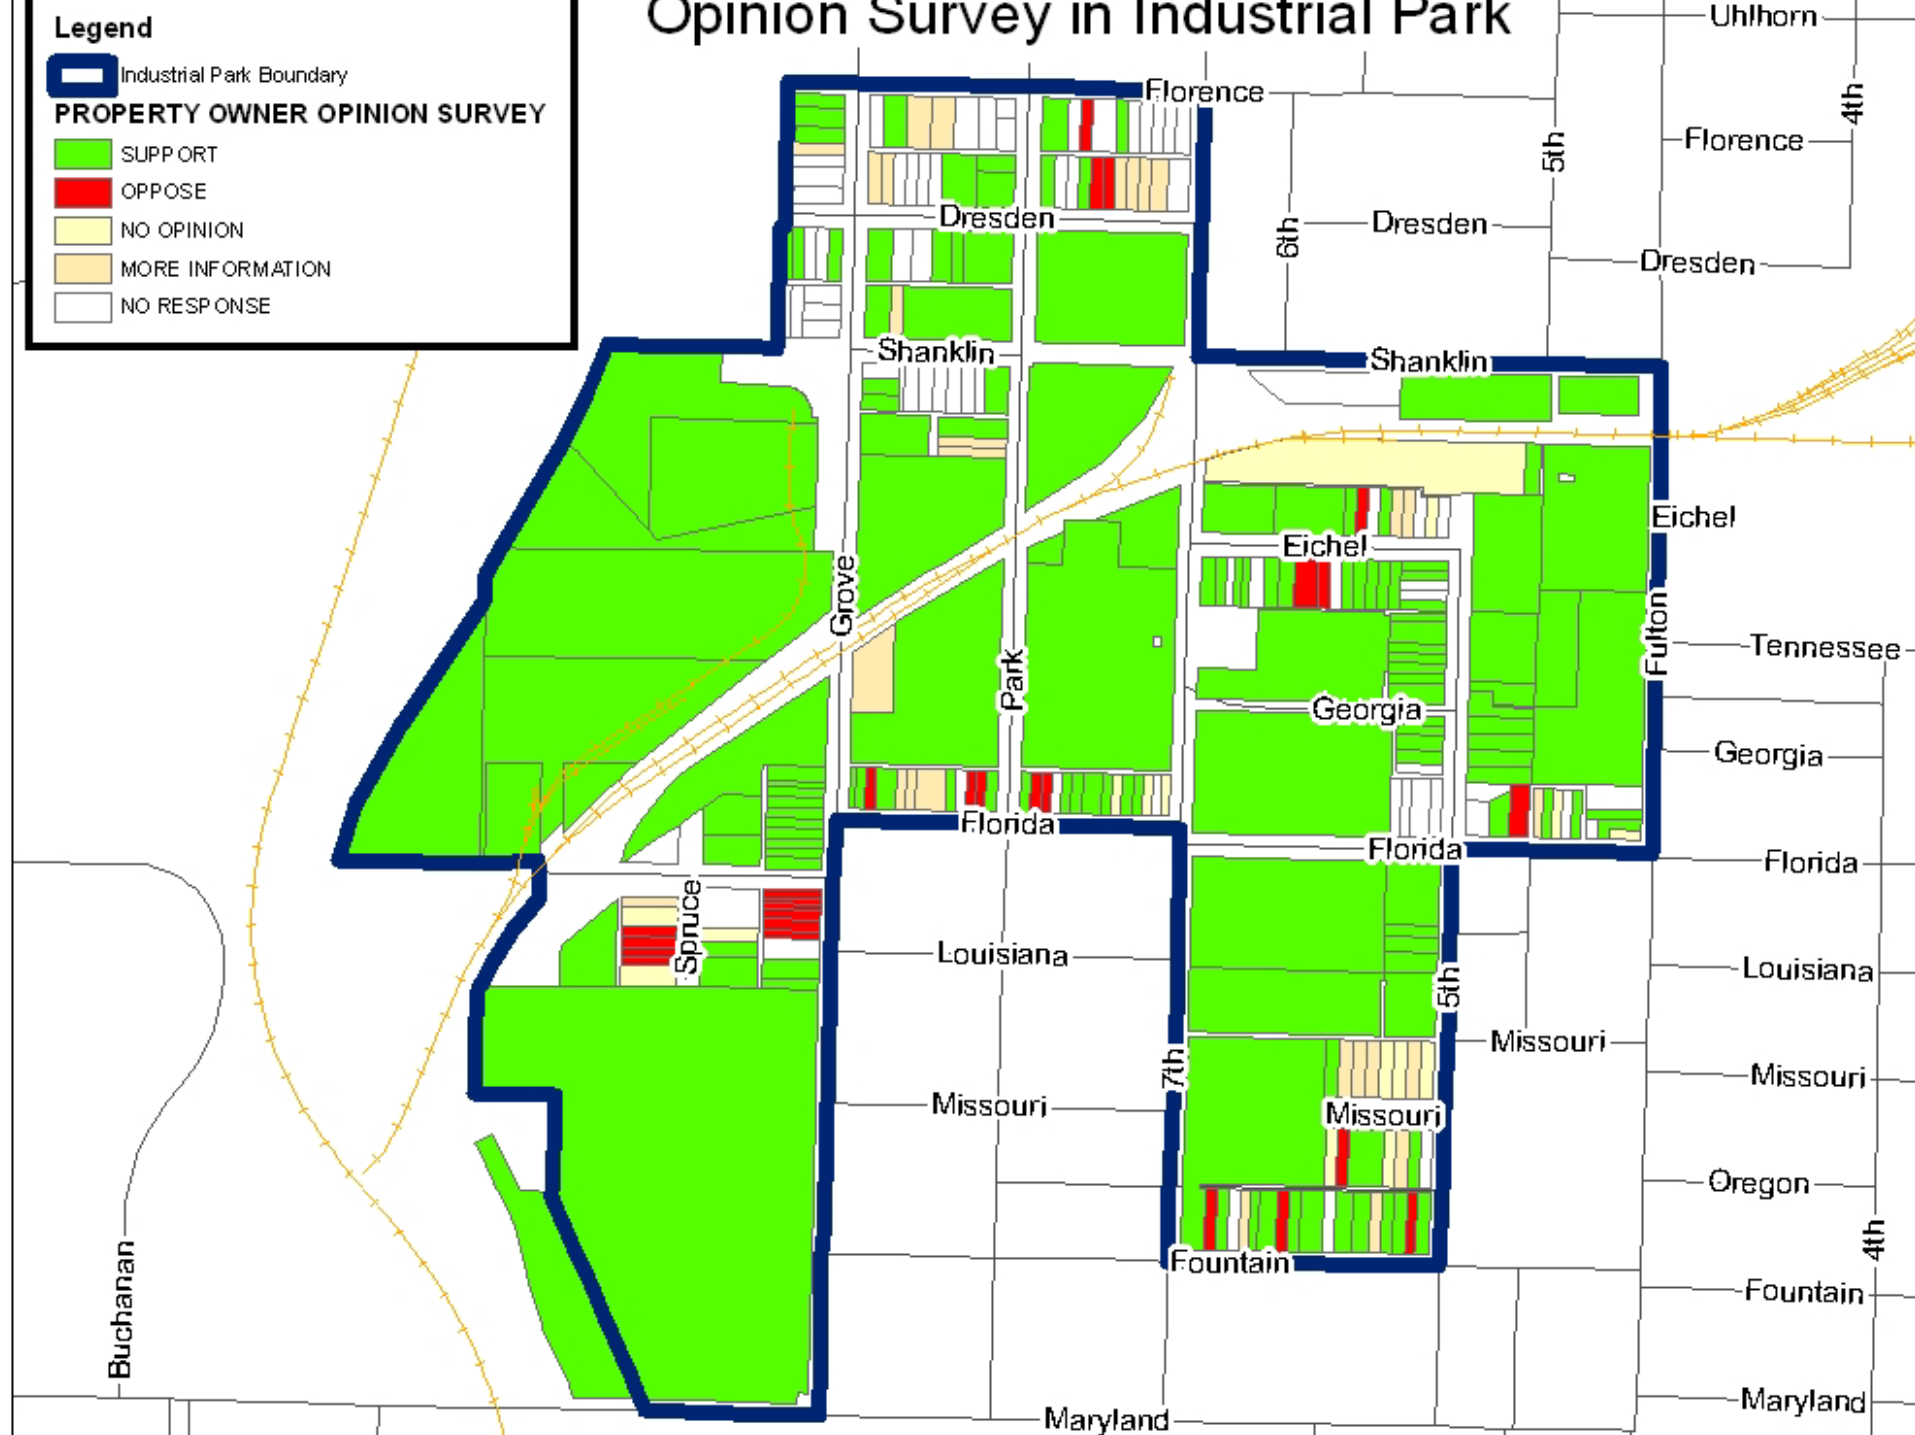 Opinion Survey in Industrial Park
Legend
Industrial Park Boundary
PROPERTY OWNER OPINION SURVEY
SUPPORT
OPPOSE
NO OPINION
MORE INFORMATION
NO RESPONSE
Uhlhorn
Florence
4th
Florence
5th
Dresden
6th
Dresden
Dresden
Shanklin
Shanklin
Eichel
Eichel
Grove
Park
Fulton
Tennessee
Georgia
Georgia
Florida
Florida
Florida
Spruce
Louisiana
5th
Louisiana
Missouri
7th
Missouri
Missouri
Missouri
Oregon
4th
Fountain
Fountain
Buchanan
Maryland
Maryland